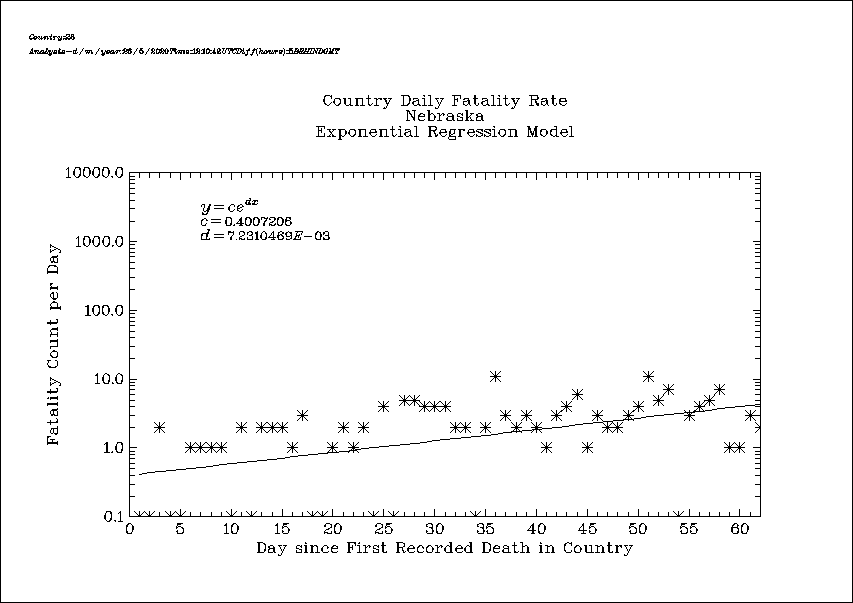 Country:28
Country Daily Fatality Rate
Nebraska
Exponential Regression Model
10000.0
1000.0
100.0
10.0
1.0
0.1
y=ce^dx
c=0.4007206
d=7.2310469E-03
Fatality Count per Day
0 5 10 15 20 25 30 35 40 45 50 55 60
Day since First Recorded Death in Country